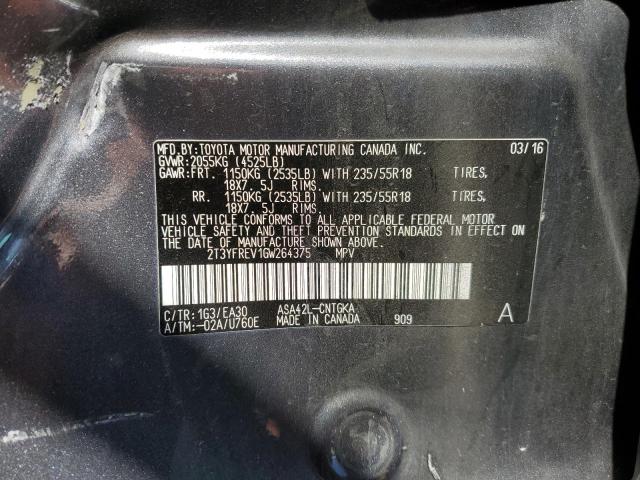 MFD.BY:TOYOTA MOTOR MANUFACTURING CANADA INC. 03/16
GVWR:2055KG (4525LB)
GAWR:FRT. 1150KG (2535LB) WITH 235/55R18 TIRES,
18X7. 5J RIMS.
RR. 1150KG (2535LB) WITH 235/55R18 TIRES,
18X7. 5J RIMS.
THIS VEHICLE CONFORMS TO ALL APPLICABLE FEDERAL MOTOR
VEHICLE SAFETY AND THEFT PREVENTION STANDARDS IN EFFECT ON
THE DATE OF MANUFACTURE SHOWN ABOVE.
2T3YFREV1GW264375 MPV
C/TR:1G3/EA30 ASA42L-CNTGKA
A/TM:-02A/U760E MADE IN CANADA 909 A